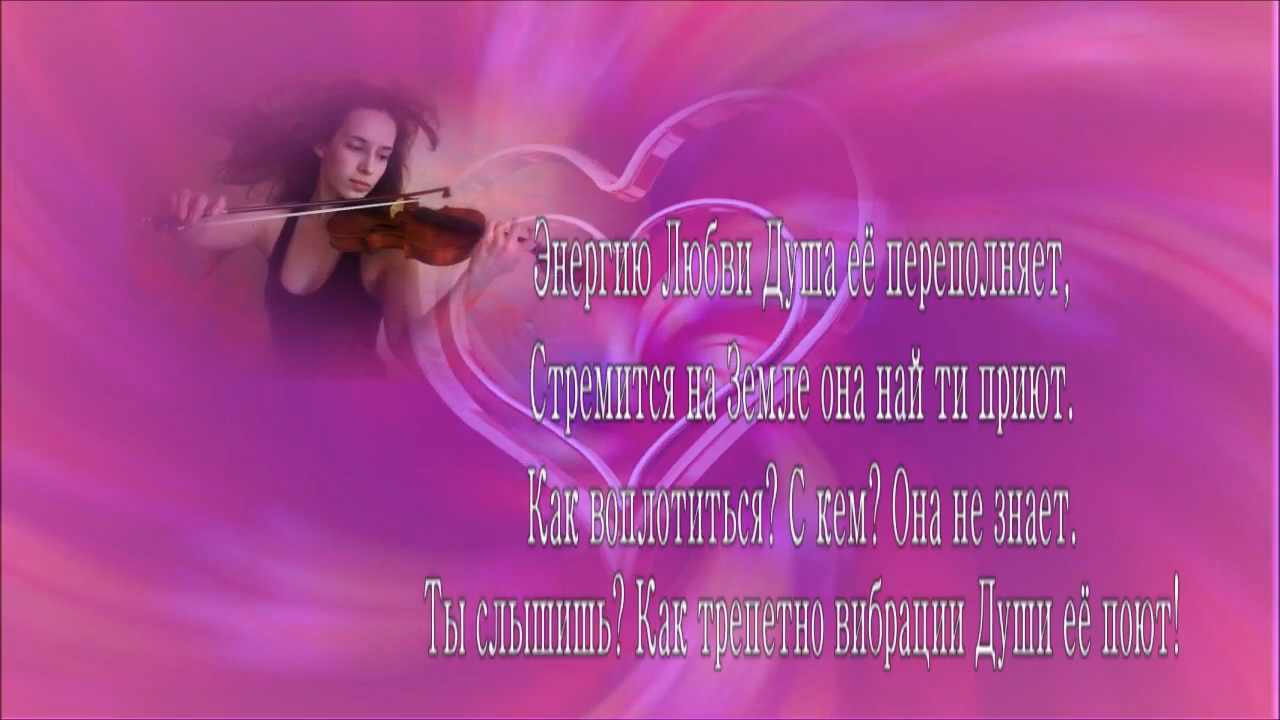 Энергию Любви Душа её переполняет,
Стремится на Земле она най ти приют.
Как воплотиться? С кем? Она не знает.
Ты слышишь? Как трепетно вибрации Души её поют!